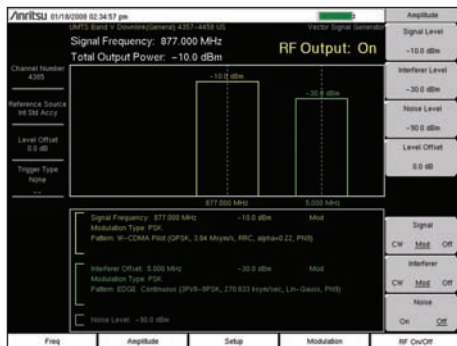 Anritsu 01/18/2008 02:34:57 pm
Amplitude
UMTS Band V Downlink(General) 4357-4458 US
Vector Signal Generator
Signal Frequency: 877.000 MHz
Total Output Power: -10.0 dBm
RF Output: On
Signal Level
-10.0 dBm
Interferer Level
-30.0 dBm
Noise Level
-90.0 dBm
Level Offset
0.0 dB
Channel Number
4385
Reference Source
Int Std Accy
Level Offset
0.0 dB
Trigger Type
None
--
-10.0 dBm
-30.0 dBm
877.000 MHz
5.000 MHz
Signal Frequency: 877.000 MHz -10.0 dBm Mod
Modulation Type: PSK
Pattern: W-CDMA Pilot (QPSK, 3.84 Msym/s, RRC, alpha=0.22, PN9)
Interferer Offset: 5.000 MHz -30.0 dBm Mod
Modulation Type: PSK
Pattern: EDGE Continuous (3PV8-8PSK, 270.833 ksym/sec, Lin-Gauss, PN9)
Noise Level: -90.0 dBm
Signal
CW Mod Off
Interferer
CW Mod Off
Noise
On Off
Freq
Amplitude
Setup
Modulation
RF On/Off